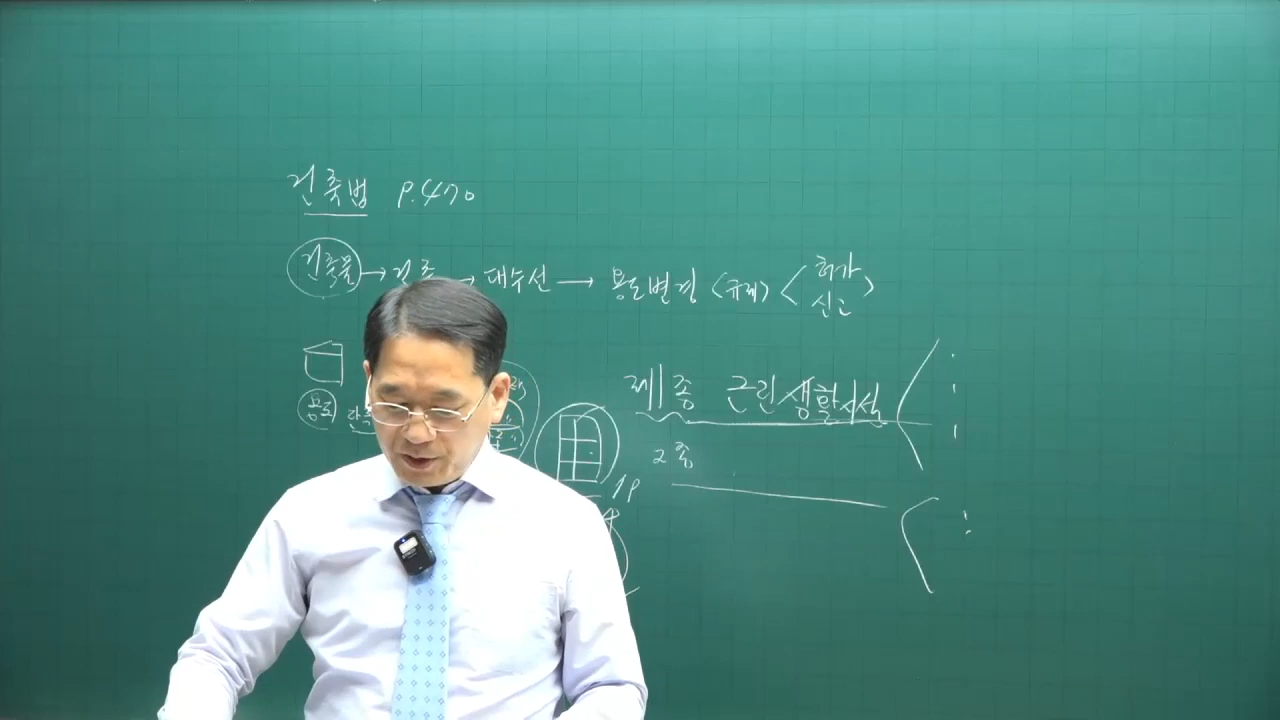 건축법 P.470
건축물 → 건축 → 대수선 → 용도변경 <규제> < 허가 >
신고
제1종 근린생활시설
용도
2종
1P